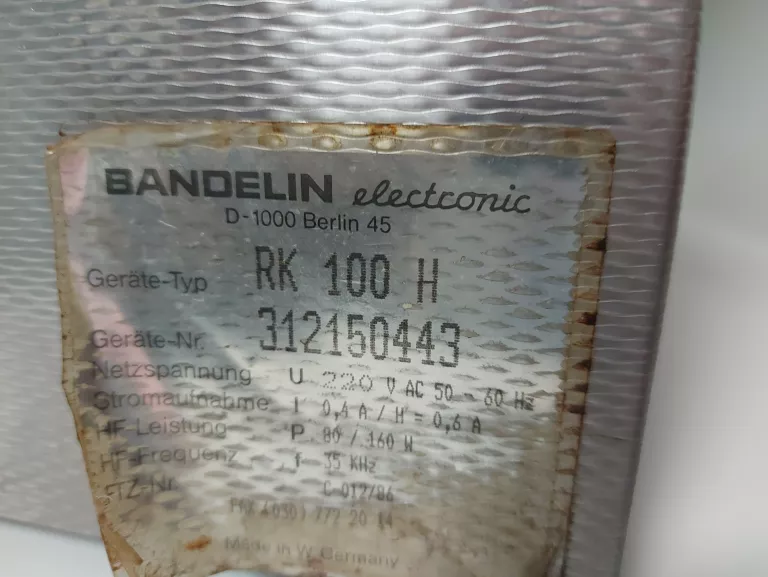 BANDELIN electronic
D-1000 Berlin 45
Geräte-Typ RK 100 H
Geräte-Nr. 312150443
Netzspannung U 220 V AC 50 - 60 Hz
Stromaufnahme I 0,4 A / H = 0,6 A
HF-Leistung P 80 / 160 W
HF-Frequenz f 35 KHz
FTZ-Nr. C-012/86
Made in W. Germany